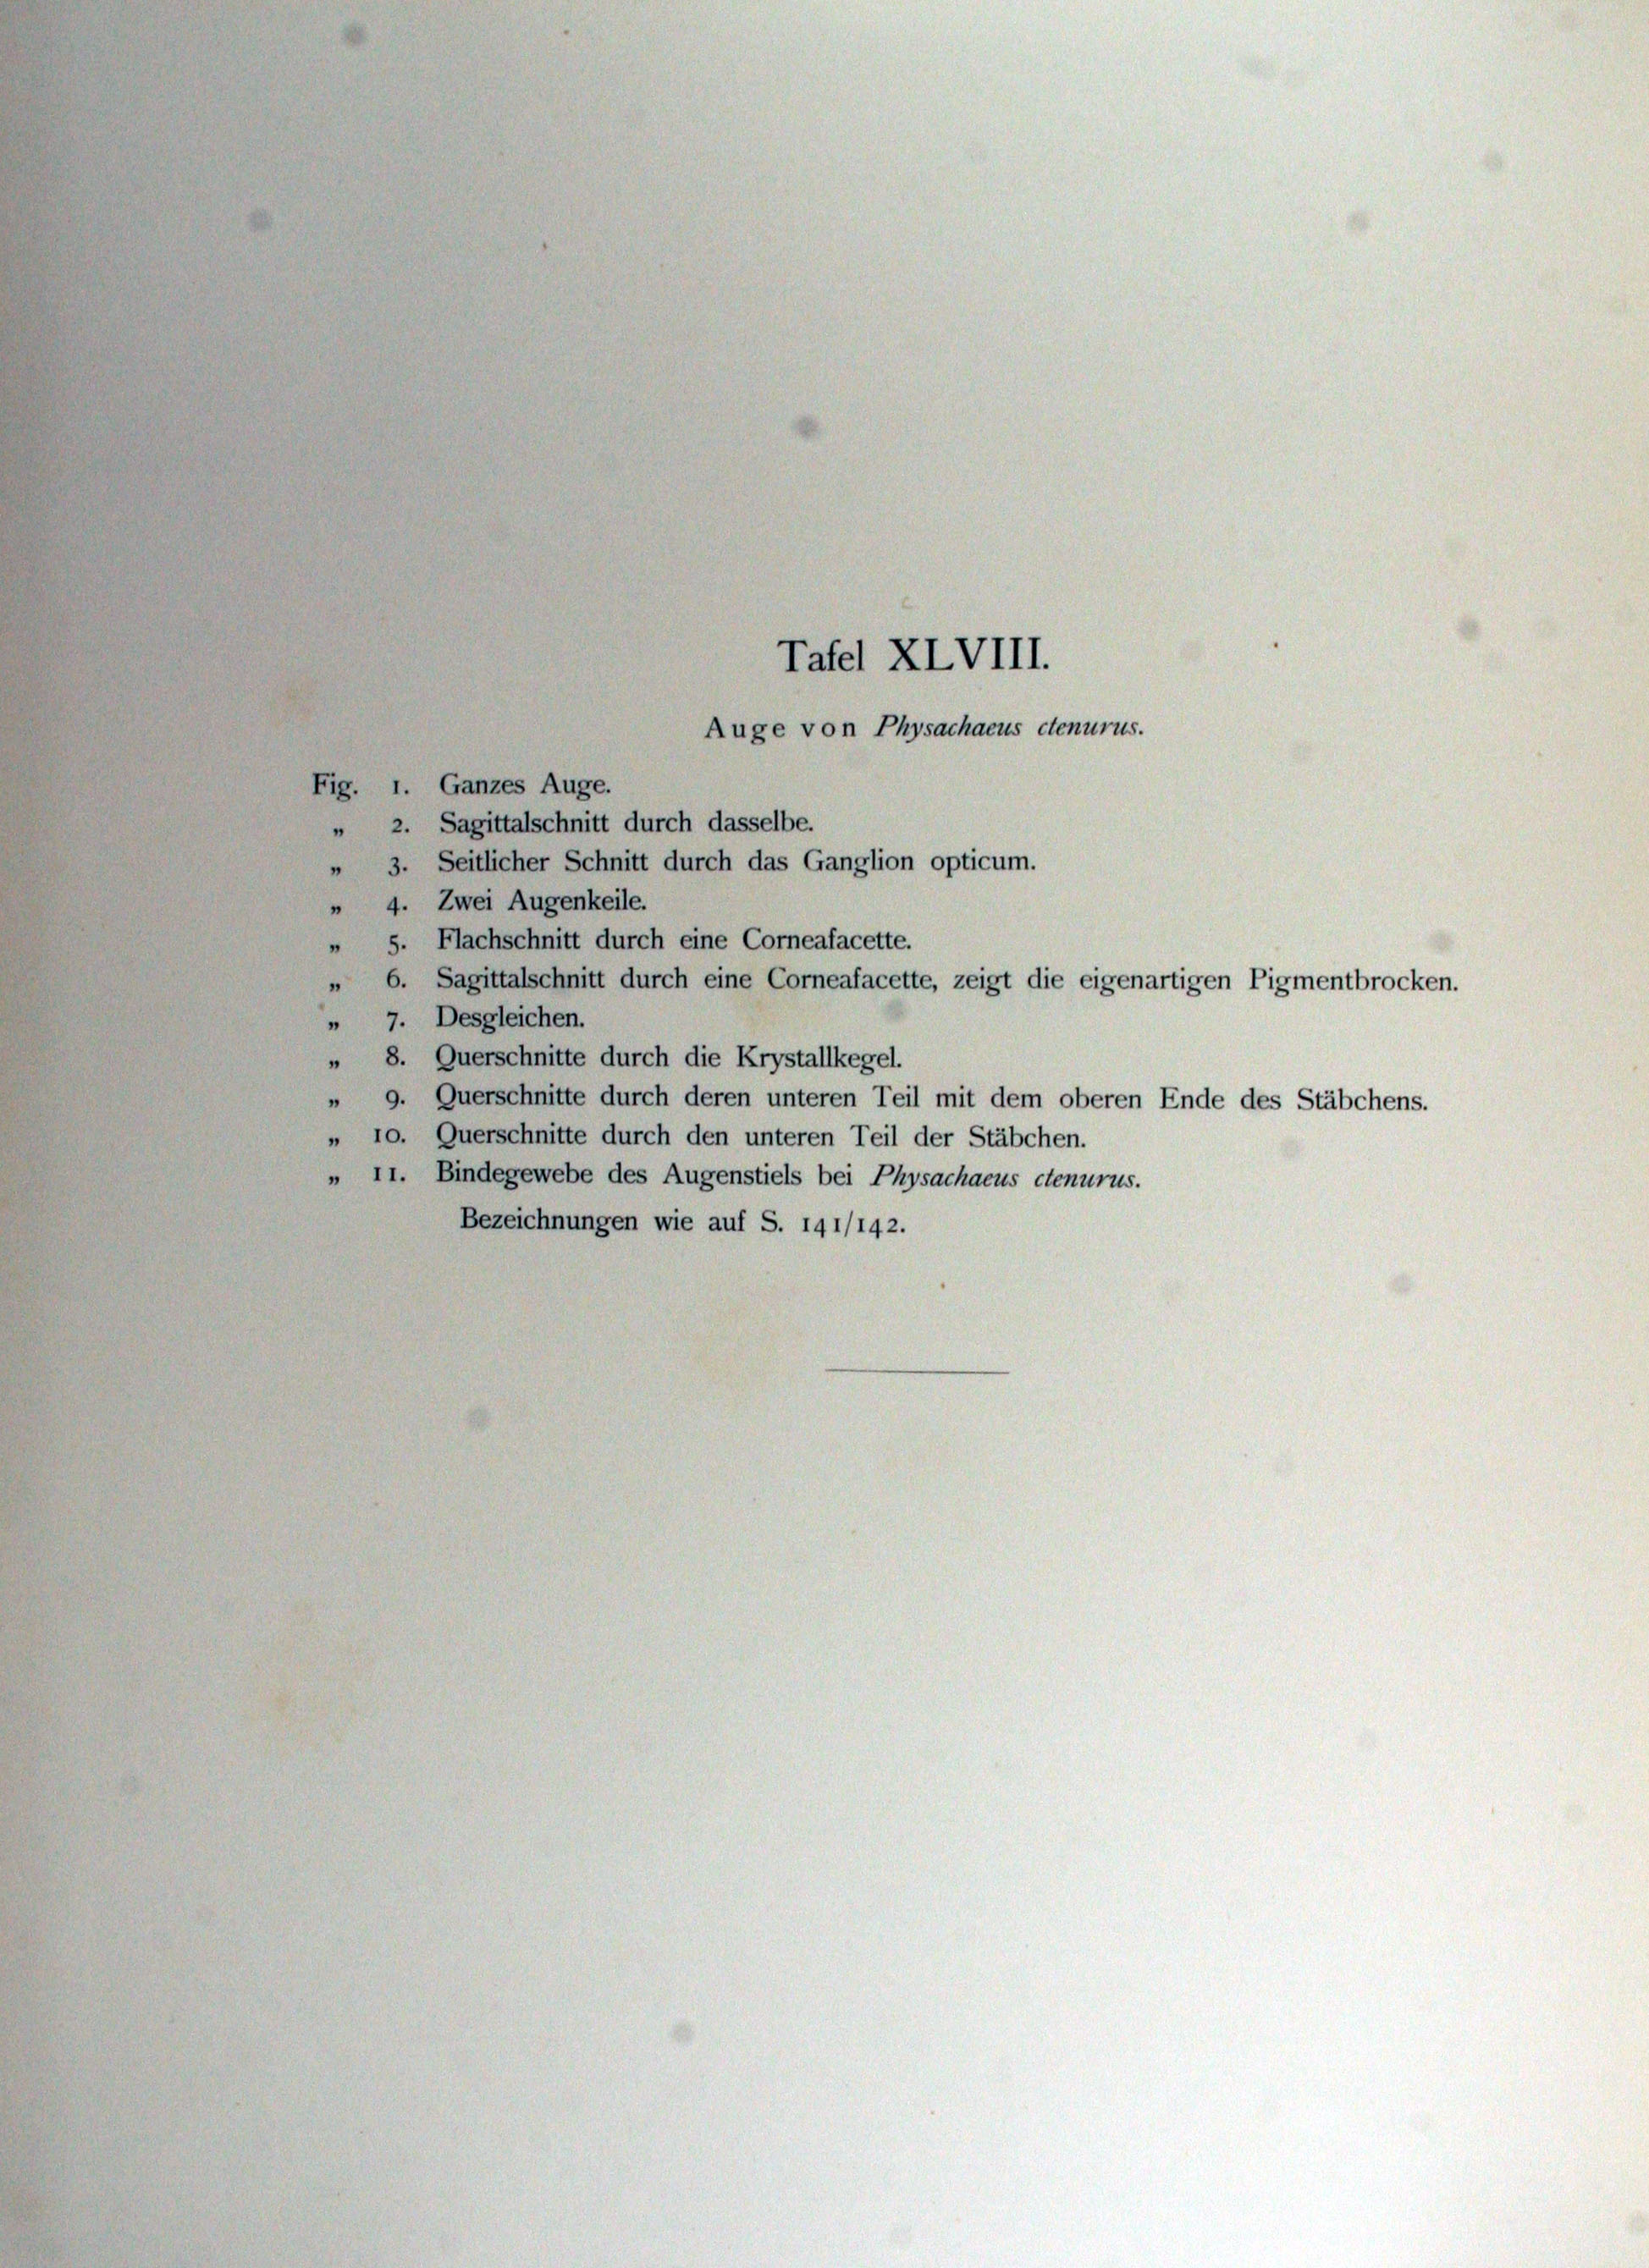 Tafel XLVIII.
Auge von Physachaeus ctenurus.
Fig. 1. Ganzes Auge.
„ 2. Sagittalschnitt durch dasselbe.
„ 3. Seitlicher Schnitt durch das Ganglion opticum.
„ 4. Zwei Augenkeile.
„ 5. Flachschnitt durch eine Corneafacette.
„ 6. Sagittalschnitt durch eine Corneafacette, zeigt die eigenartigen Pigmentbrocken.
„ 7. Desgleichen.
„ 8. Querschnitte durch die Krystallkegel.
„ 9. Querschnitte durch deren unteren Teil mit dem oberen Ende des Stäbchens.
„ 10. Querschnitte durch den unteren Teil der Stäbchen.
„ 11. Bindegewebe des Augenstiels bei Physachaeus ctenurus.
Bezeichnungen wie auf S. 141/142.